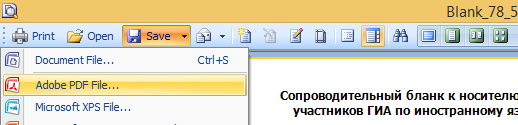 Blank_78_5
Print Open Save
Document File... Ctrl+S
Adobe PDF File...
Microsoft XPS File...
Сопроводительный бланк к носителю
участников ГИА по иностранному яз